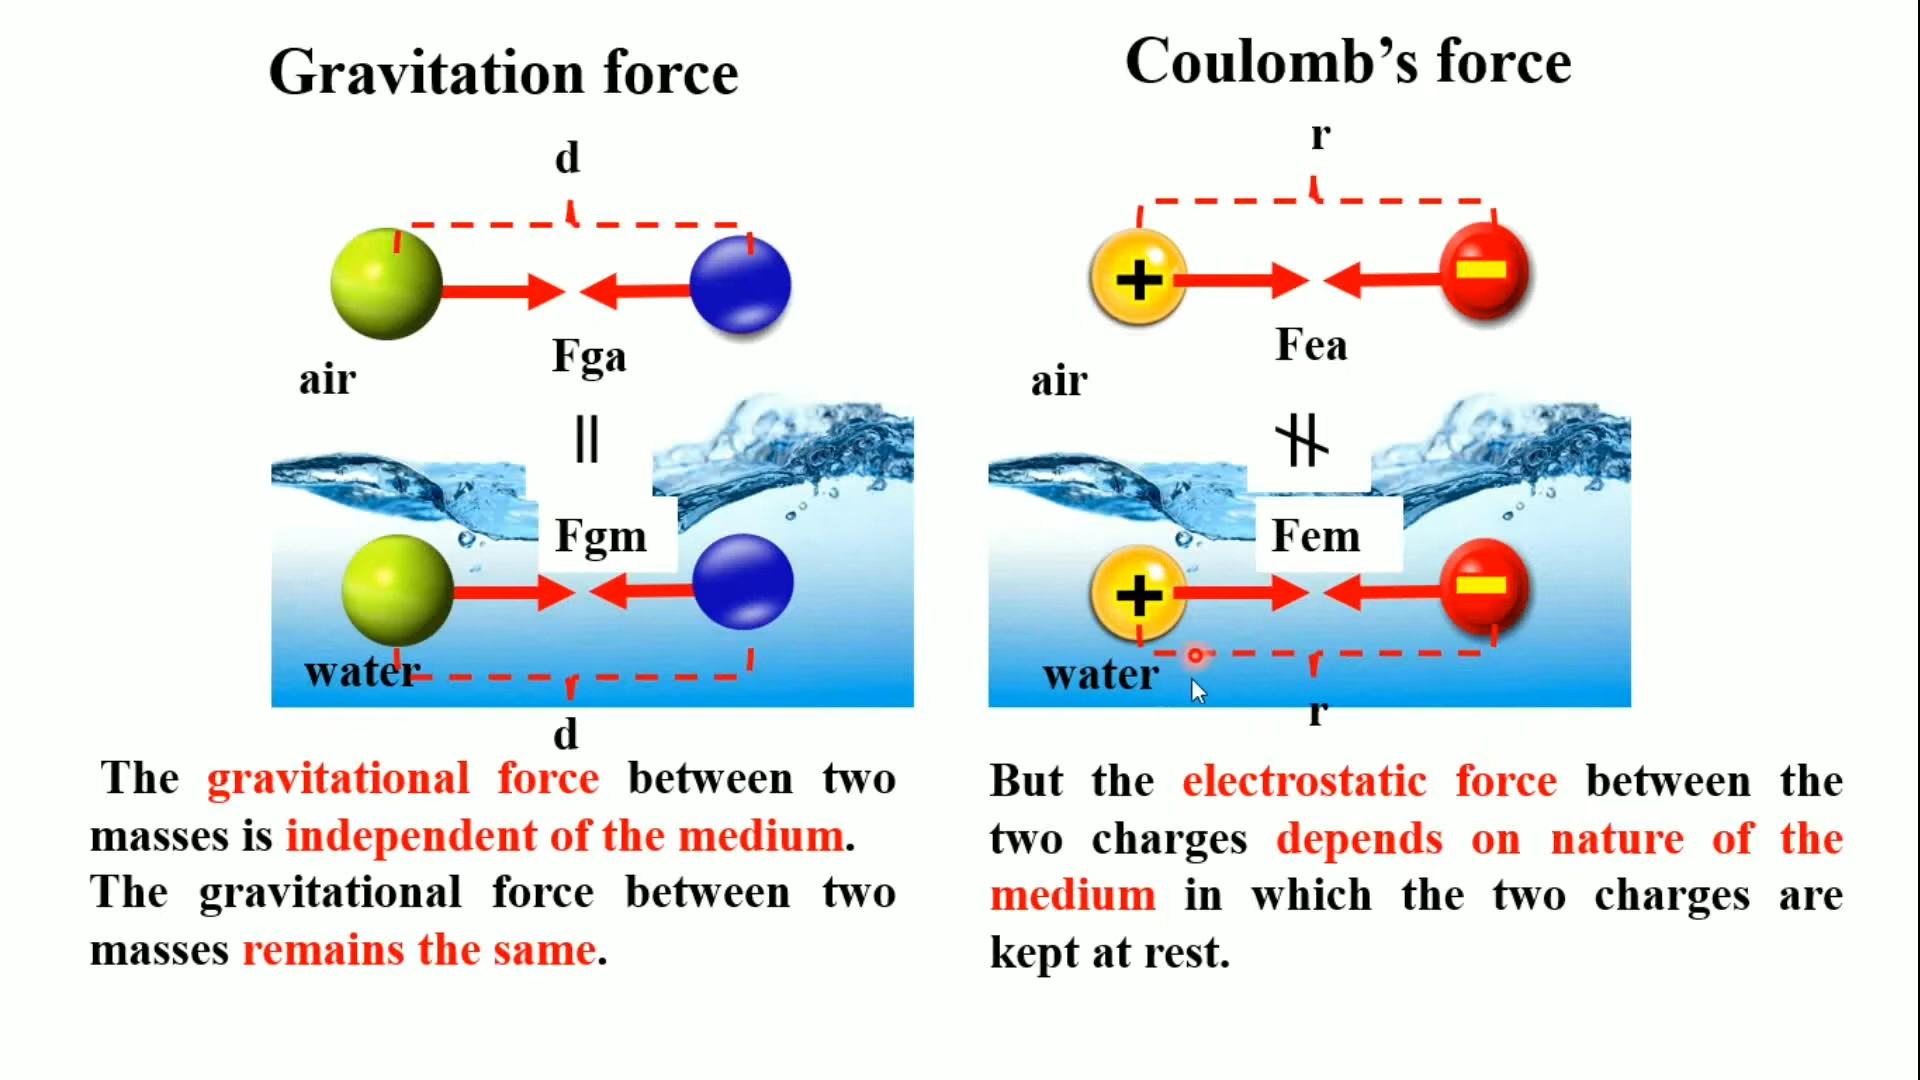 Gravitation force
d
Fga
air
||
Fgm
water
d
The gravitational force between two
masses is independent of the medium.
The gravitational force between two
masses remains the same.
Coulomb’s force
r
+
Fea
air
Fem
+
water
r
But the electrostatic force between the
two charges depends on nature of the
medium in which the two charges are
kept at rest.